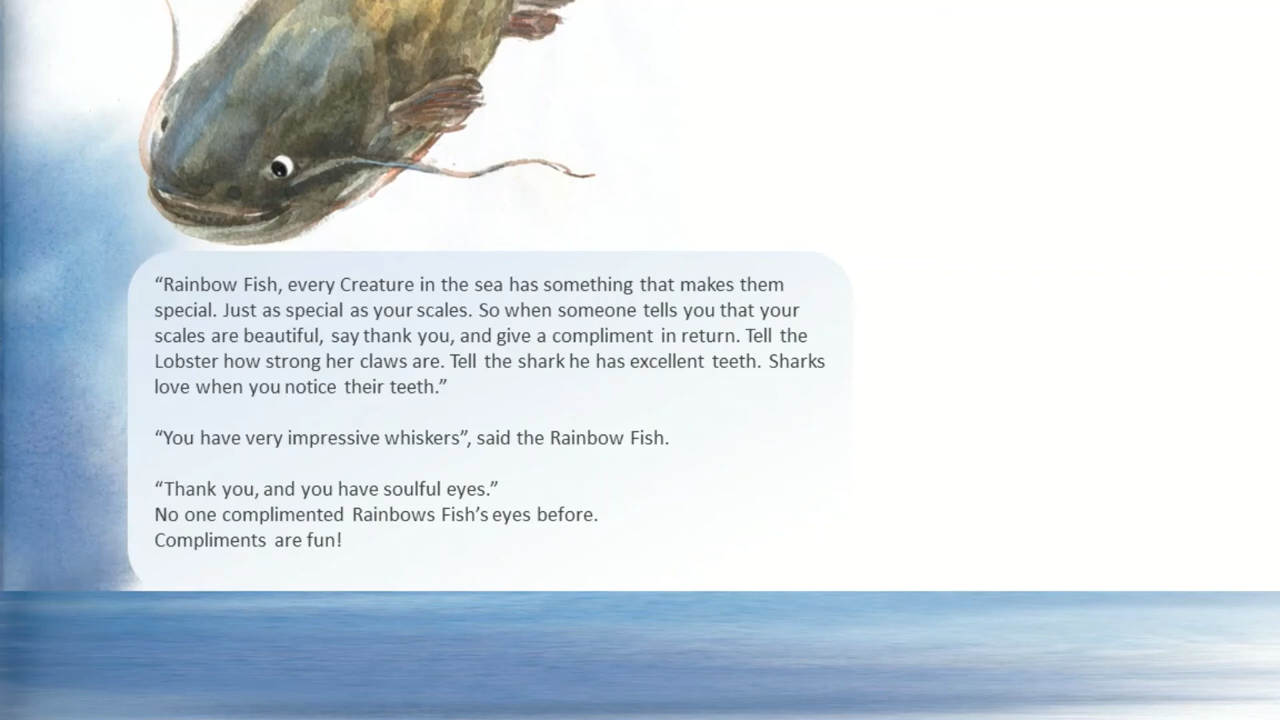 “Rainbow Fish, every Creature in the sea has something that makes them
special. Just as special as your scales. So when someone tells you that your
scales are beautiful, say thank you, and give a compliment in return. Tell the
Lobster how strong her claws are. Tell the shark he has excellent teeth. Sharks
love when you notice their teeth.”
“You have very impressive whiskers”, said the Rainbow Fish.
“Thank you, and you have soulful eyes.”
No one complimented Rainbows Fish’s eyes before.
Compliments are fun!